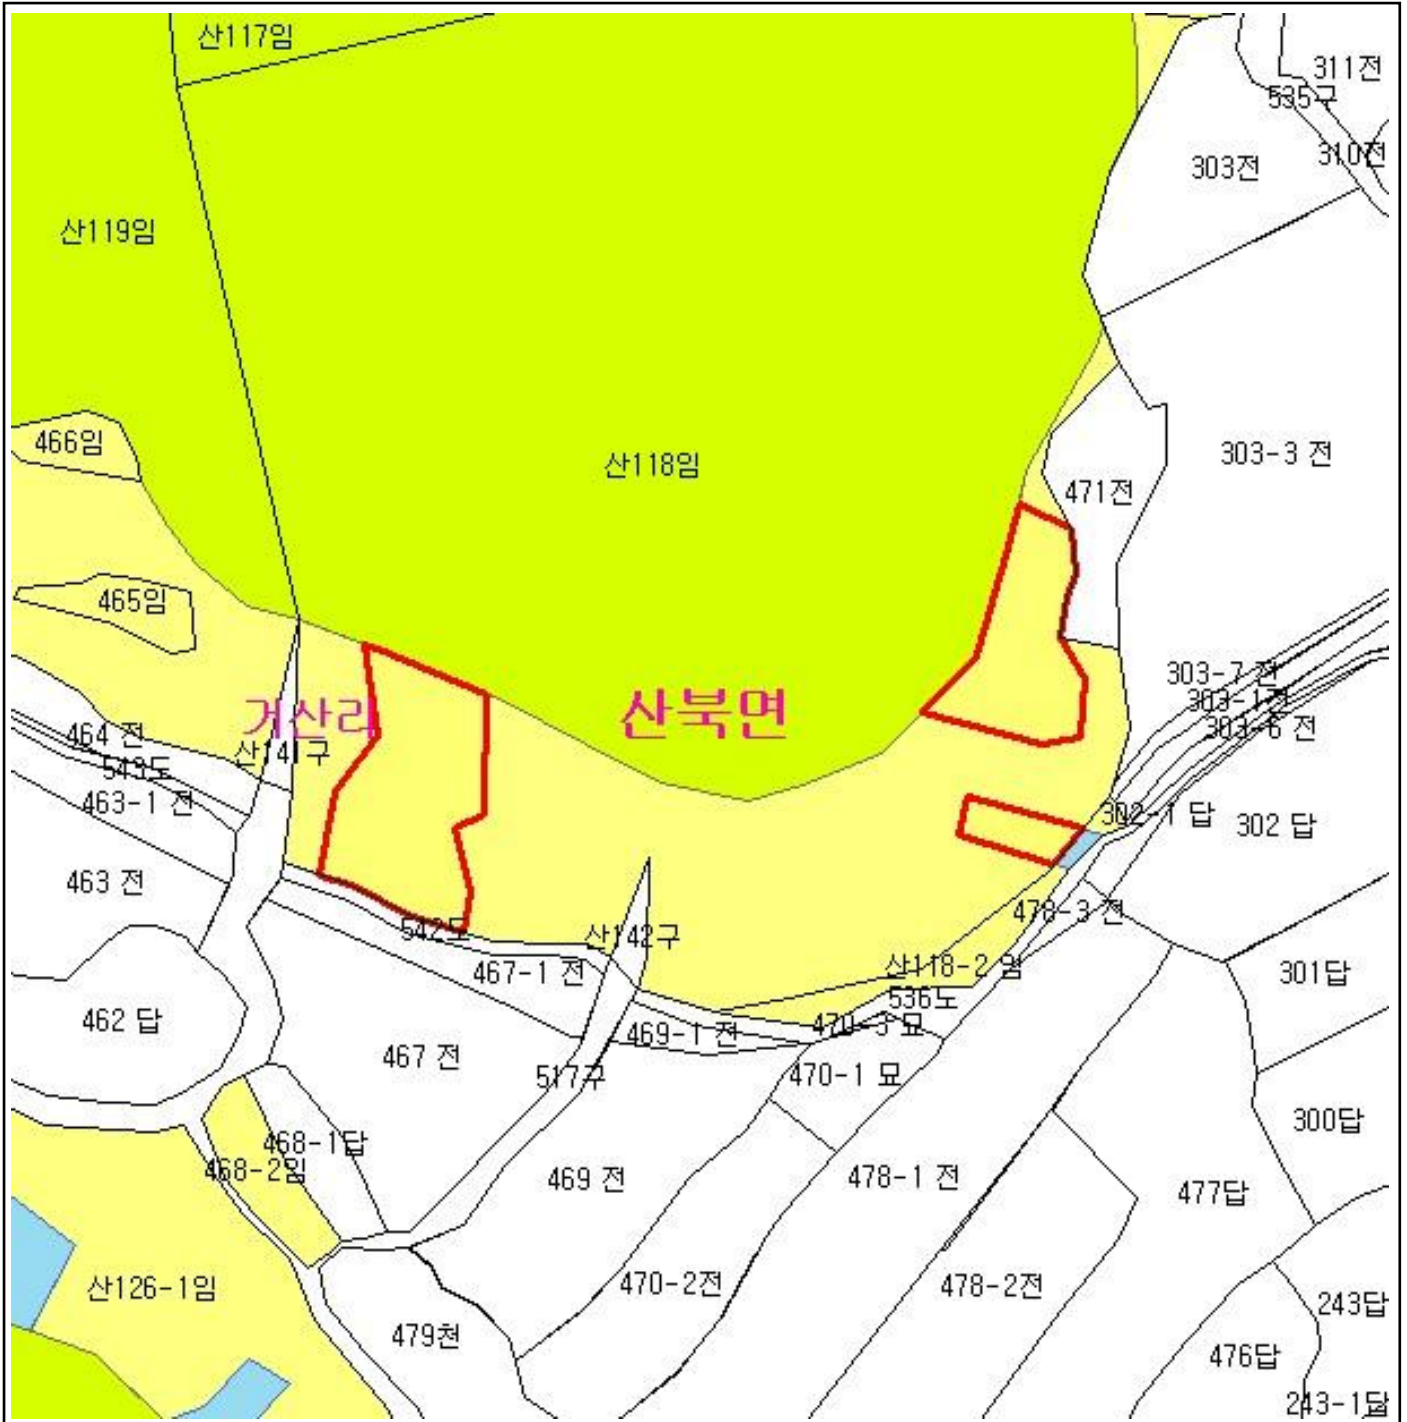 산117임
311전
535구
310전
303전
산119임
466임
산118임
303-3 전
471전
465임
303-7 전
303-1전
303-6 전
거산리
산북면
464 전
산141구
543도
463-1 전
302-1 답
302 답
463 전
478-3 전
542도
산142구
467-1 전
산118-2 임
301답
536도
462 답
470-3 묘
469-1 전
467 전
470-1 묘
517구
300답
468-1답
468-2임
469 전
478-1 전
477답
산126-1임
470-2전
478-2전
243답
479천
476답
243-1답